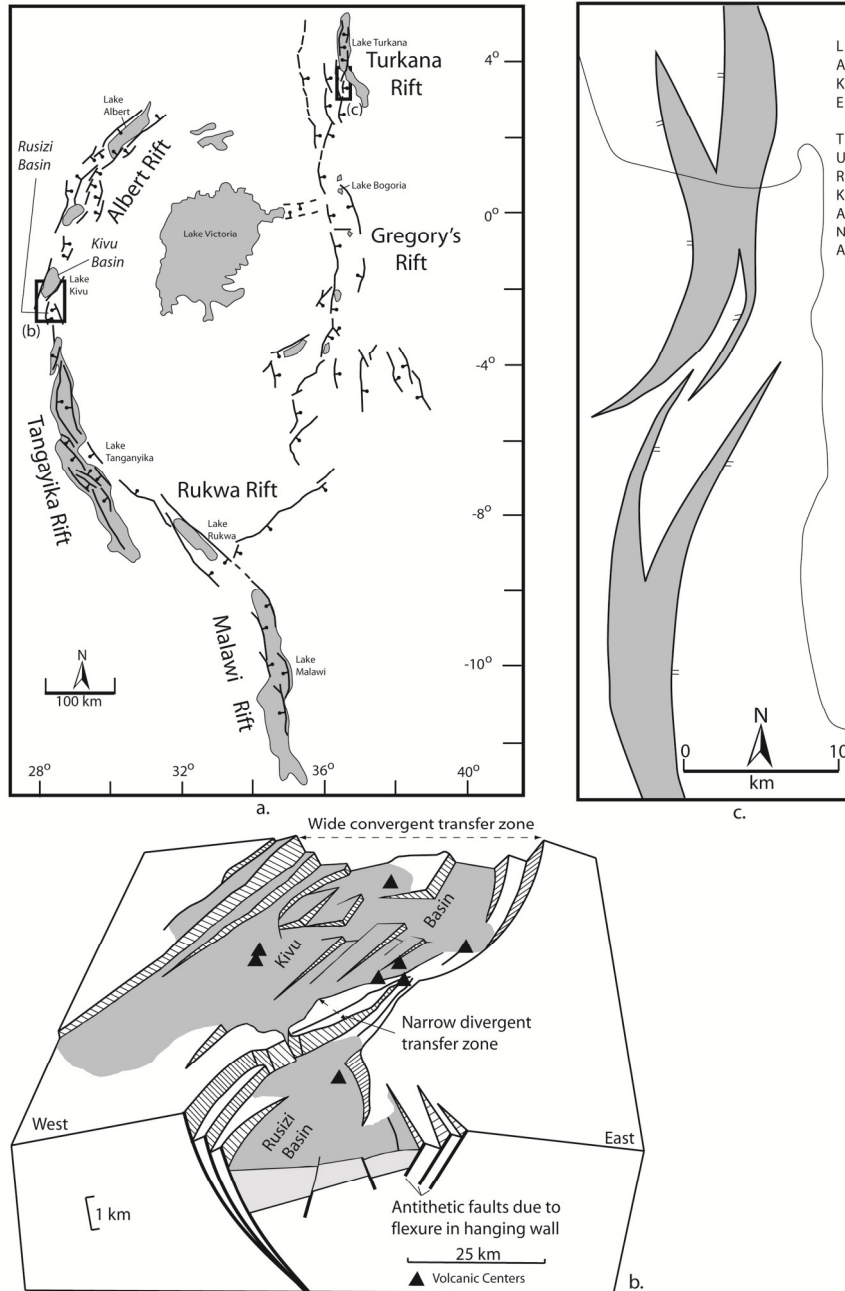 Lake Turkana
Turkana
Rift
(c)
4°
Lake
Albert
Rusizi
Basin
Albert Rift
Lake Bogoria
Lake Victoria
0°
Kivu
Basin
Gregory's
Rift
Lake
Kivu
(b)
-4°
Tangayika Rift
Lake
Tanganyika
Rukwa Rift
Lake
Rukwa
-8°
Malawi Rift
Lake
Malawi
-10°
N
100 km
28°
32°
36°
40°
a.
LAKE TURKANA
N
0
10
km
c.
Wide convergent transfer zone
Kivu
Basin
Narrow divergent
transfer zone
West
Rusizi
Basin
East
1 km
Antithetic faults due to
flexure in hanging wall
25 km
Volcanic Centers
b.